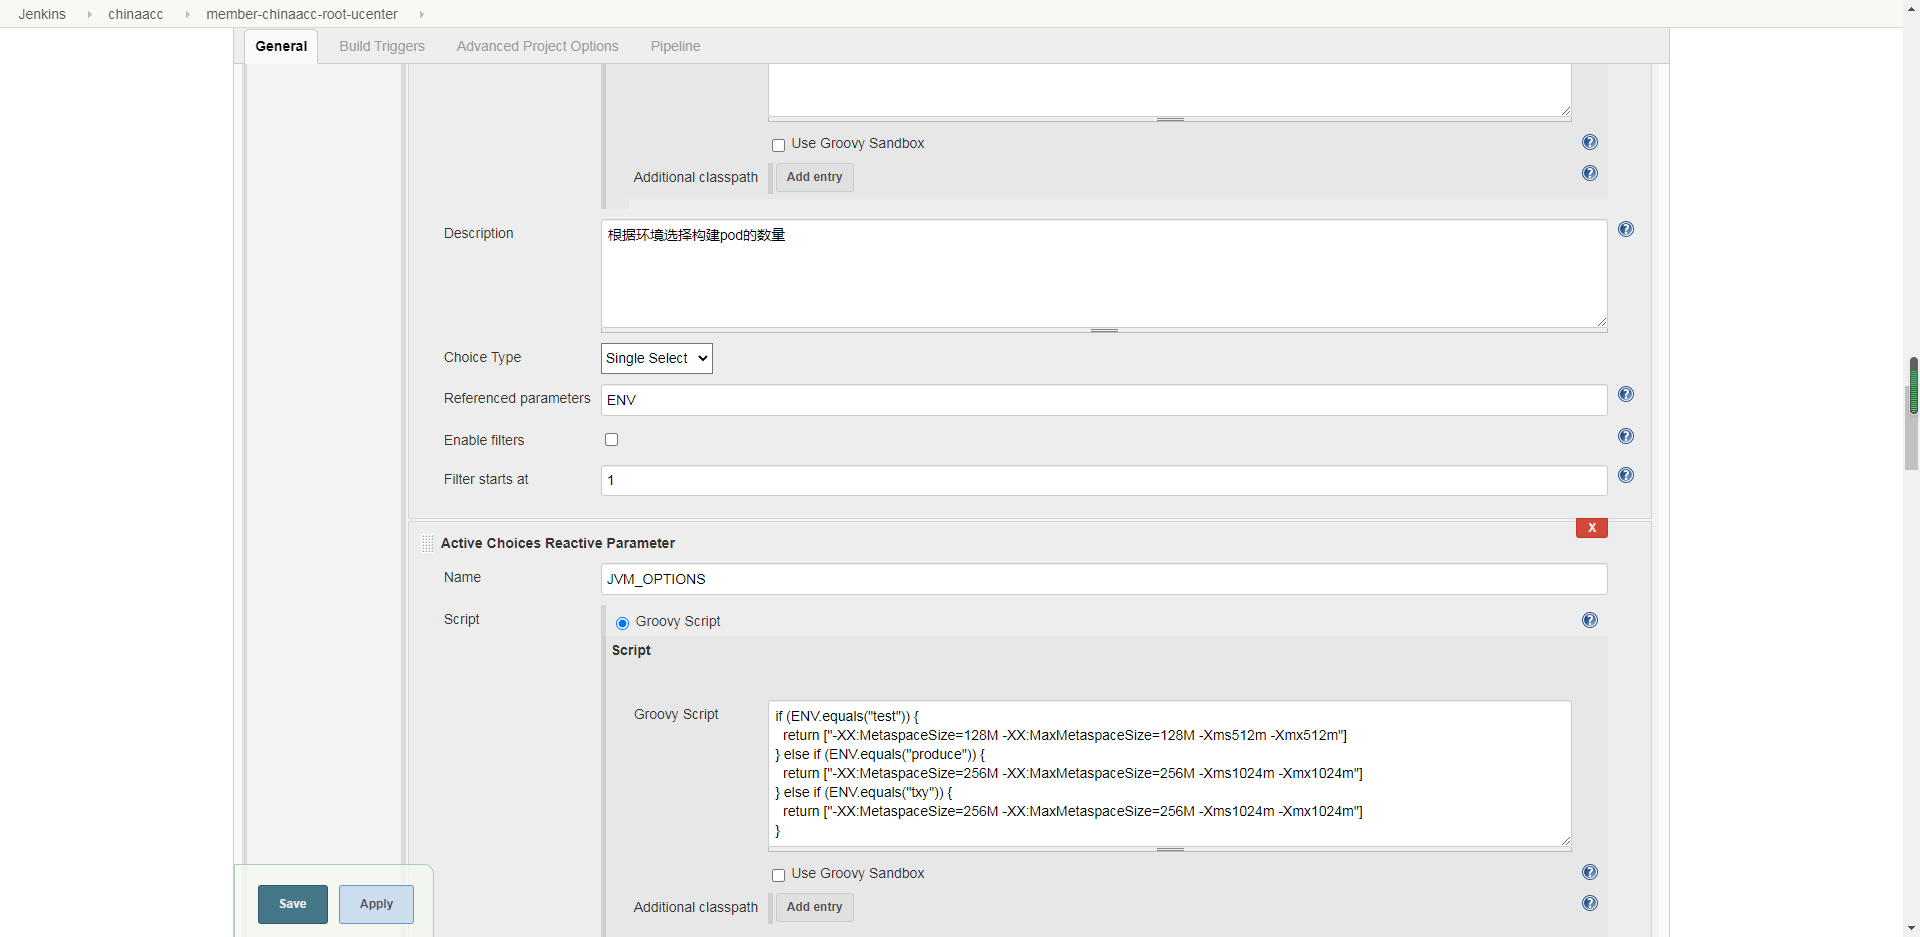 Jenkins
chinaacc
member-chinaacc-root-ucenter
General
Build Triggers
Advanced Project Options
Pipeline
Use Groovy Sandbox
Additional classpath
Add entry
Description
根据环境选择构建pod的数量
Choice Type
Single Select
Referenced parameters
ENV
Enable filters
Filter starts at
1
X
Active Choices Reactive Parameter
Name
JVM_OPTIONS
Script
Groovy Script
Script
Groovy Script
if (ENV.equals("test")) {
return ["-XX:MetaspaceSize=128M -XX:MaxMetaspaceSize=128M -Xms512m -Xmx512m"]
} else if (ENV.equals("produce")) {
return ["-XX:MetaspaceSize=256M -XX:MaxMetaspaceSize=256M -Xms1024m -Xmx1024m"]
} else if (ENV.equals("txy")) {
return ["-XX:MetaspaceSize=256M -XX:MaxMetaspaceSize=256M -Xms1024m -Xmx1024m"]
}
Use Groovy Sandbox
Additional classpath
Add entry
Save
Apply